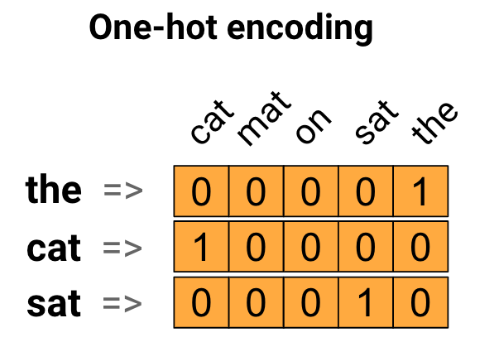 One-hot encoding
cat mat on sat the
the => 0 0 0 0 1
cat => 1 0 0 0 0
sat => 0 0 0 1 0